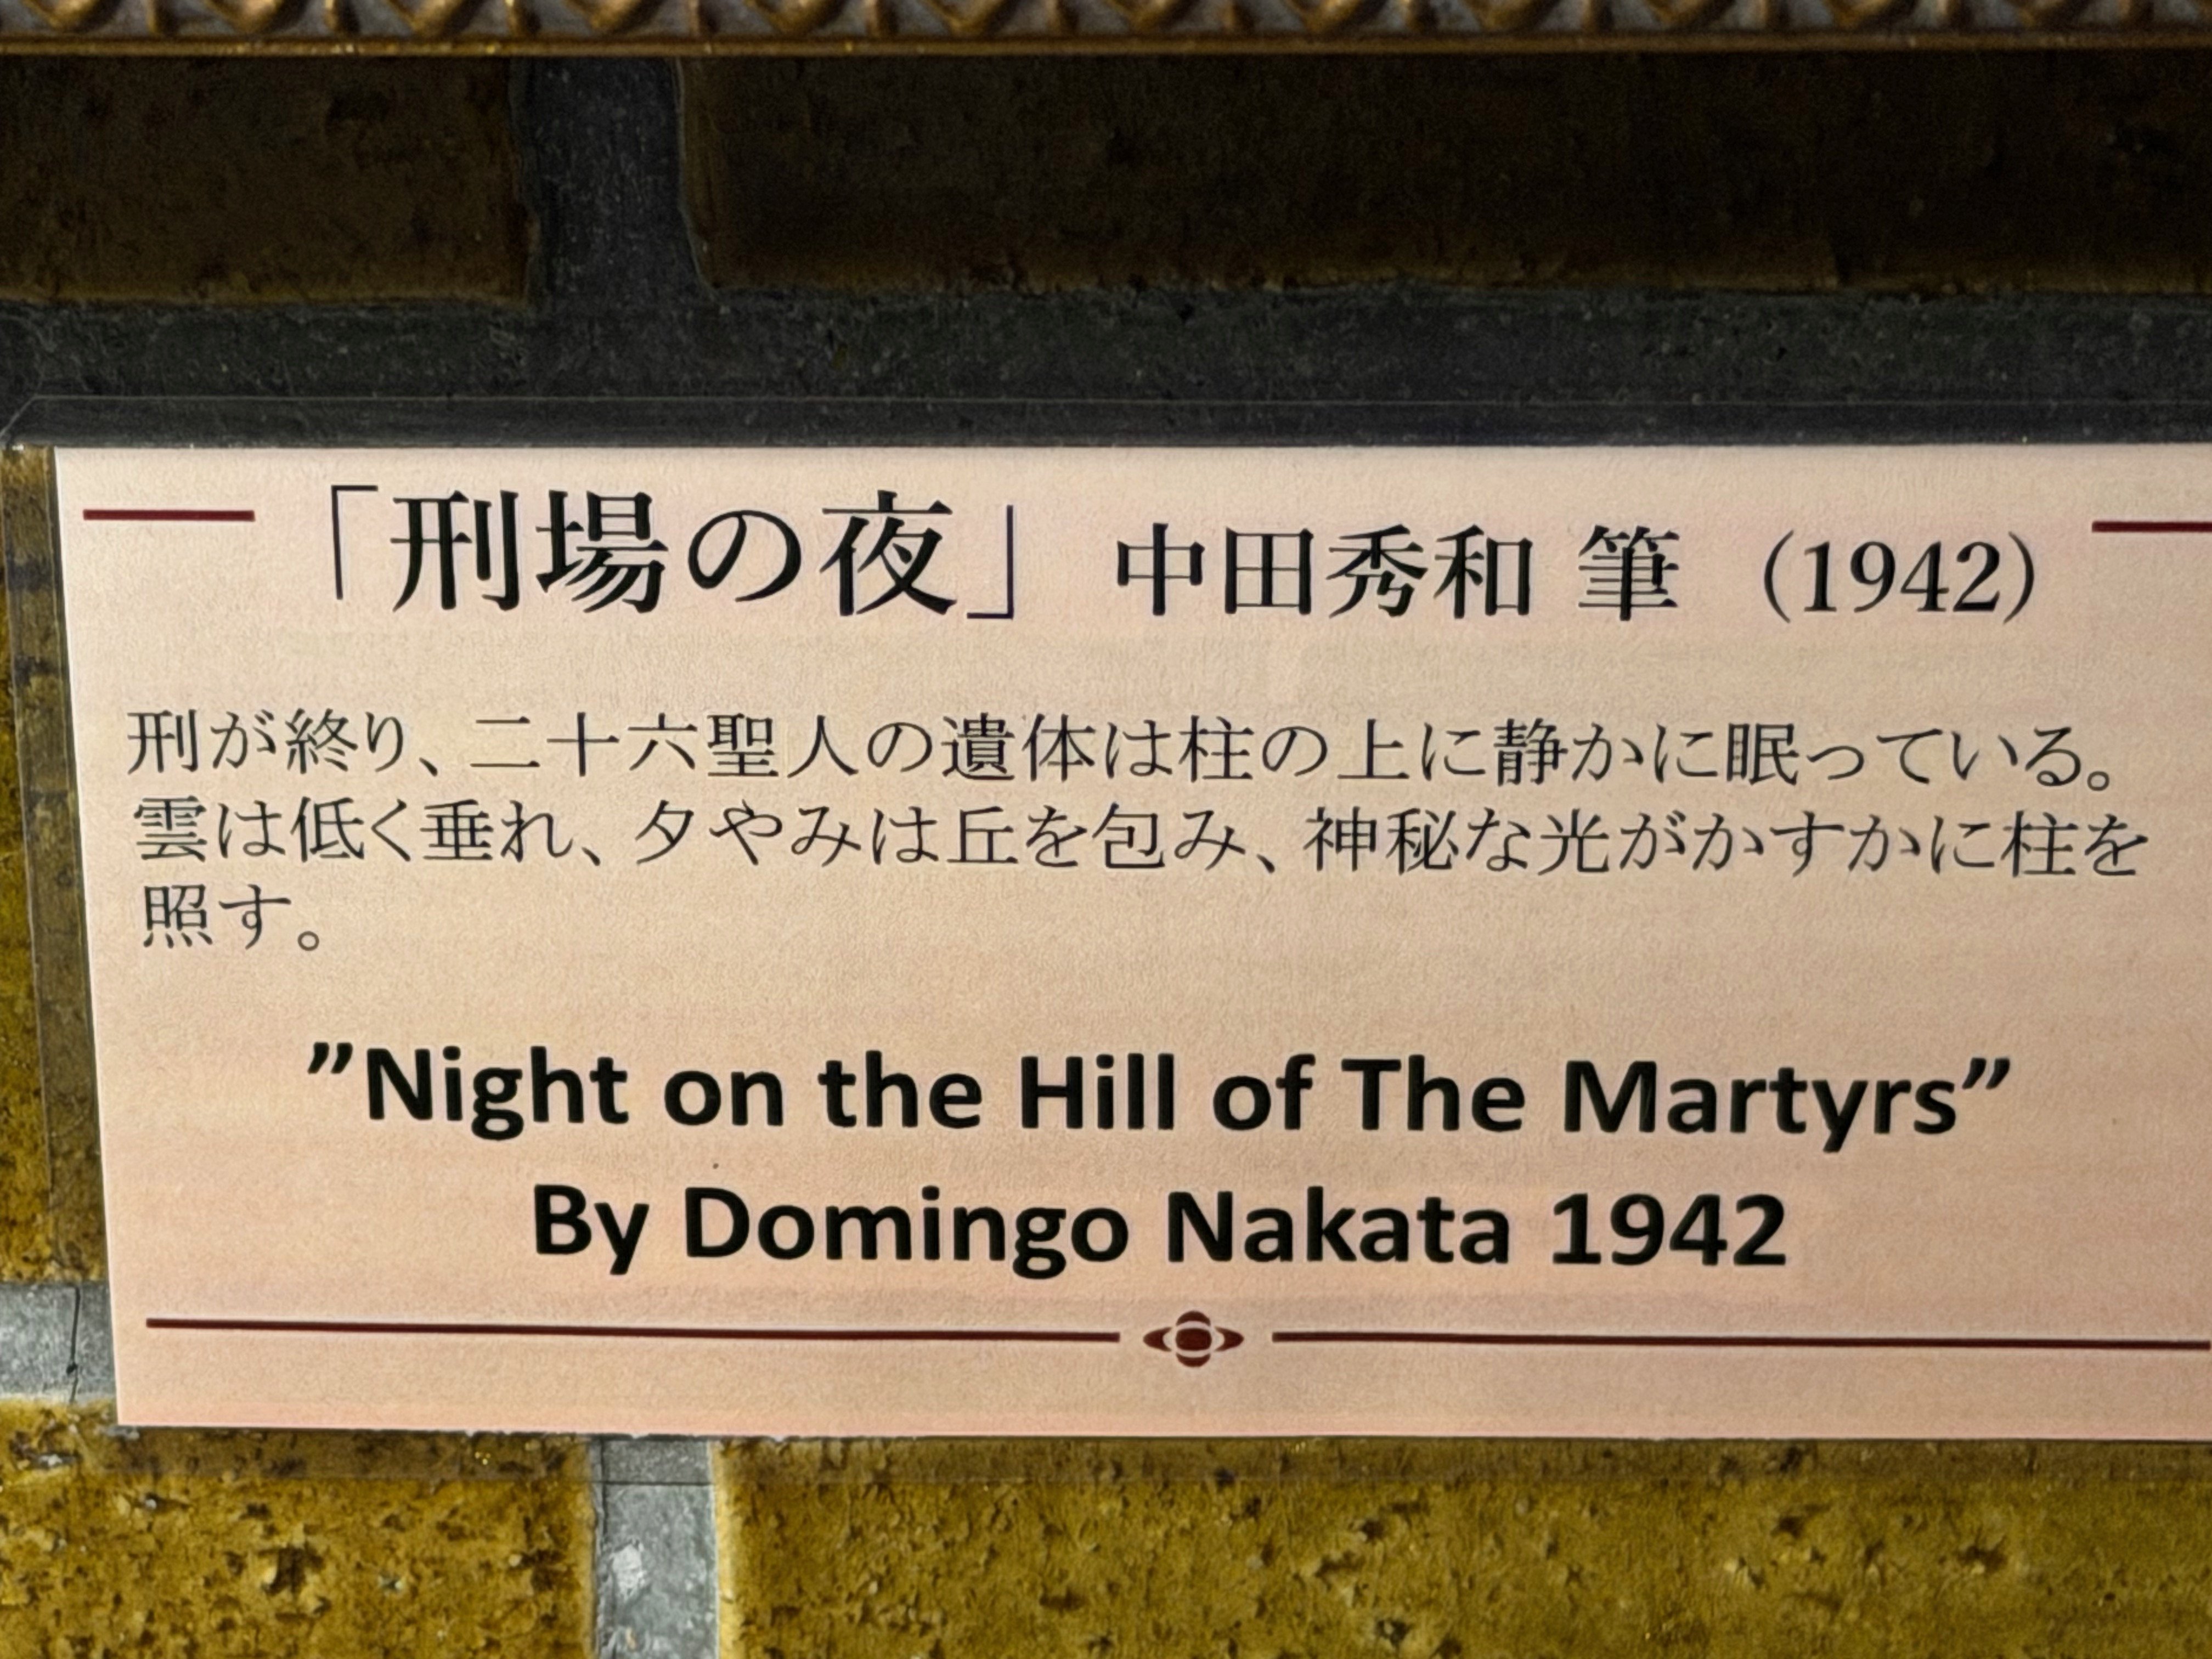 「刑場の夜」 中田秀和 筆 (1942)
刑が終り、二十六聖人の遺体は柱の上に静かに眠っている。
雲は低く垂れ、夕やみは丘を包み、神秘な光がかすかに柱を
照す。
”Night on the Hill of The Martyrs”
By Domingo Nakata 1942